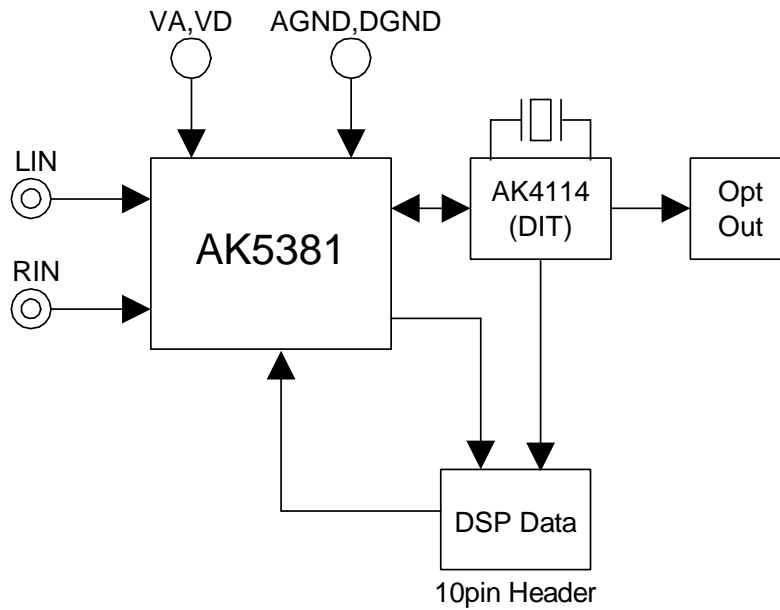 VA,VD
AGND,DGND
LIN
RIN
AK5381
AK4114
(DIT)
Opt
Out
DSP Data
10pin Header